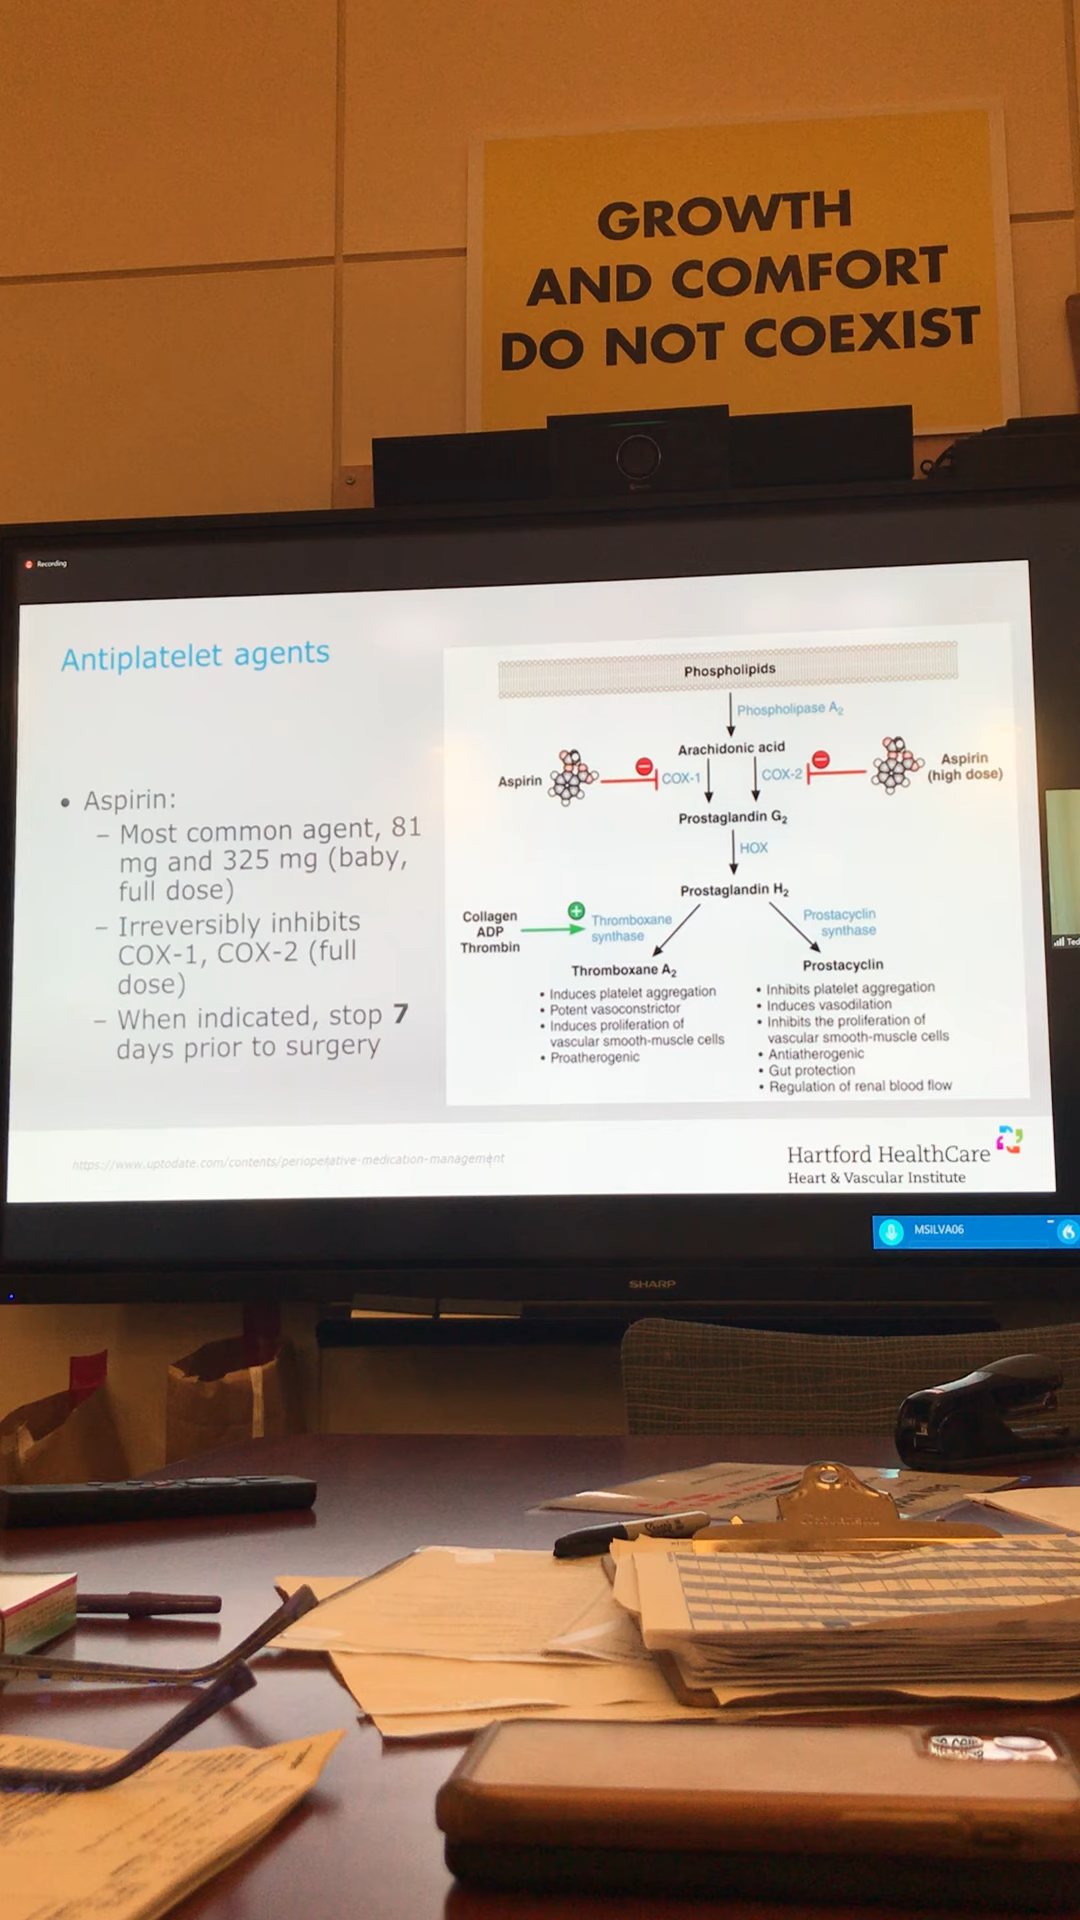 GROWTH
AND COMFORT
DO NOT COEXIST
Recording
Antiplatelet agents
• Aspirin:
– Most common agent, 81
mg and 325 mg (baby,
full dose)
– Irreversibly inhibits
COX-1, COX-2 (full
dose)
– When indicated, stop 7
days prior to surgery
Phospholipids
Phospholipase A₂
Arachidonic acid
Aspirin
COX-1
COX-2
Aspirin
(high dose)
Prostaglandin G₂
HOX
Prostaglandin H₂
Collagen
ADP
Thrombin
Thromboxane
synthase
Prostacyclin
synthase
Thromboxane A₂
• Induces platelet aggregation
• Potent vasoconstrictor
• Induces proliferation of
vascular smooth-muscle cells
• Proatherogenic
Prostacyclin
• Inhibits platelet aggregation
• Induces vasodilation
• Inhibits the proliferation of
vascular smooth-muscle cells
• Antiatherogenic
• Gut protection
• Regulation of renal blood flow
https://www.uptodate.com/contents/perioperative-medication-management
Hartford HealthCare
Heart & Vascular Institute
Ted
MSILVA06
SHARP